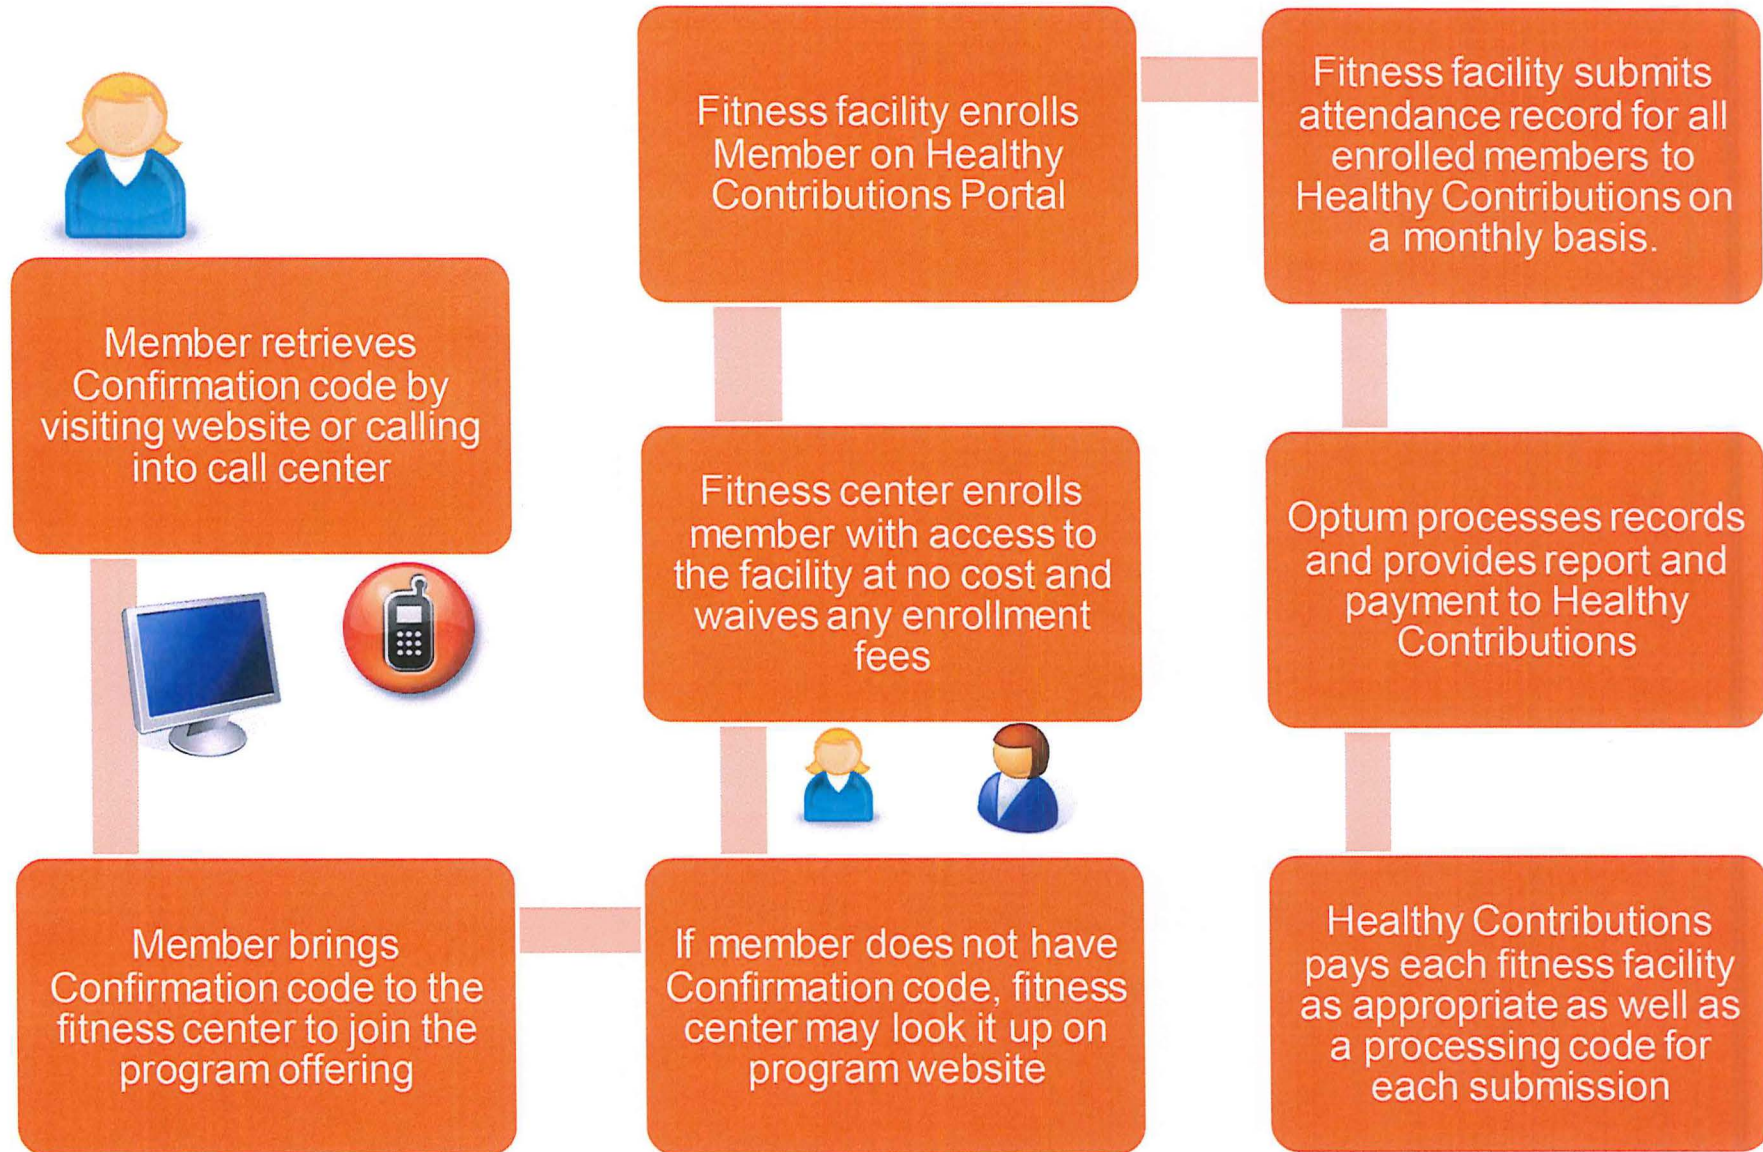 Member retrieves
Confirmation code by
visiting website or calling
into call center
Member brings
Confirmation code to the
fitness center to join the
program offering
If member does not have
Confirmation code, fitness
center may look it up on
program website
Fitness center enrolls
member with access to
the facility at no cost and
waives any enrollment
fees
Fitness facility enrolls
Member on Healthy
Contributions Portal
Fitness facility submits
attendance record for all
enrolled members to
Healthy Contributions on
a monthly basis.
Optum processes records
and provides report and
payment to Healthy
Contributions
Healthy Contributions
pays each fitness facility
as appropriate as well as
a processing code for
each submission